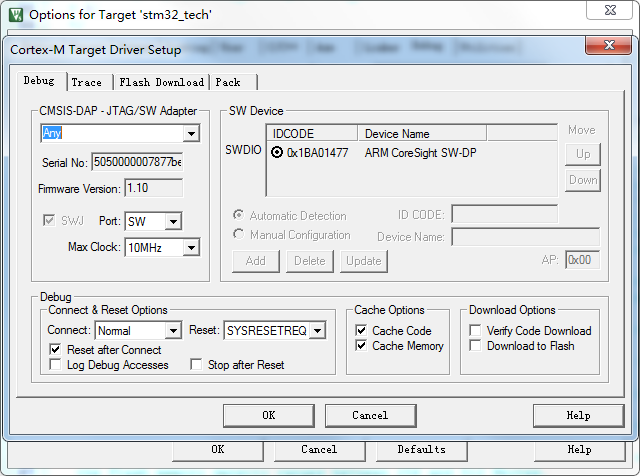 Options for Target 'stm32_tech'
Cortex-M Target Driver Setup
Debug Trace Flash Download Pack
CMSIS-DAP - JTAG/SW Adapter
Any
Serial No: 5050000007877be
Firmware Version: 1.10
SWJ Port: SW
Max Clock: 10MHz
SW Device
IDCODE Device Name
SWDIO 0x1BA01477 ARM CoreSight SW-DP
Move
Up
Down
Automatic Detection ID CODE:
Manual Configuration Device Name:
Add Delete Update AP: 0x00
Debug
Connect & Reset Options
Connect: Normal Reset: SYSRESETREQ
Reset after Connect
Log Debug Accesses Stop after Reset
Cache Options
Cache Code
Cache Memory
Download Options
Verify Code Download
Download to Flash
OK Cancel Help
OK Cancel Defaults Help